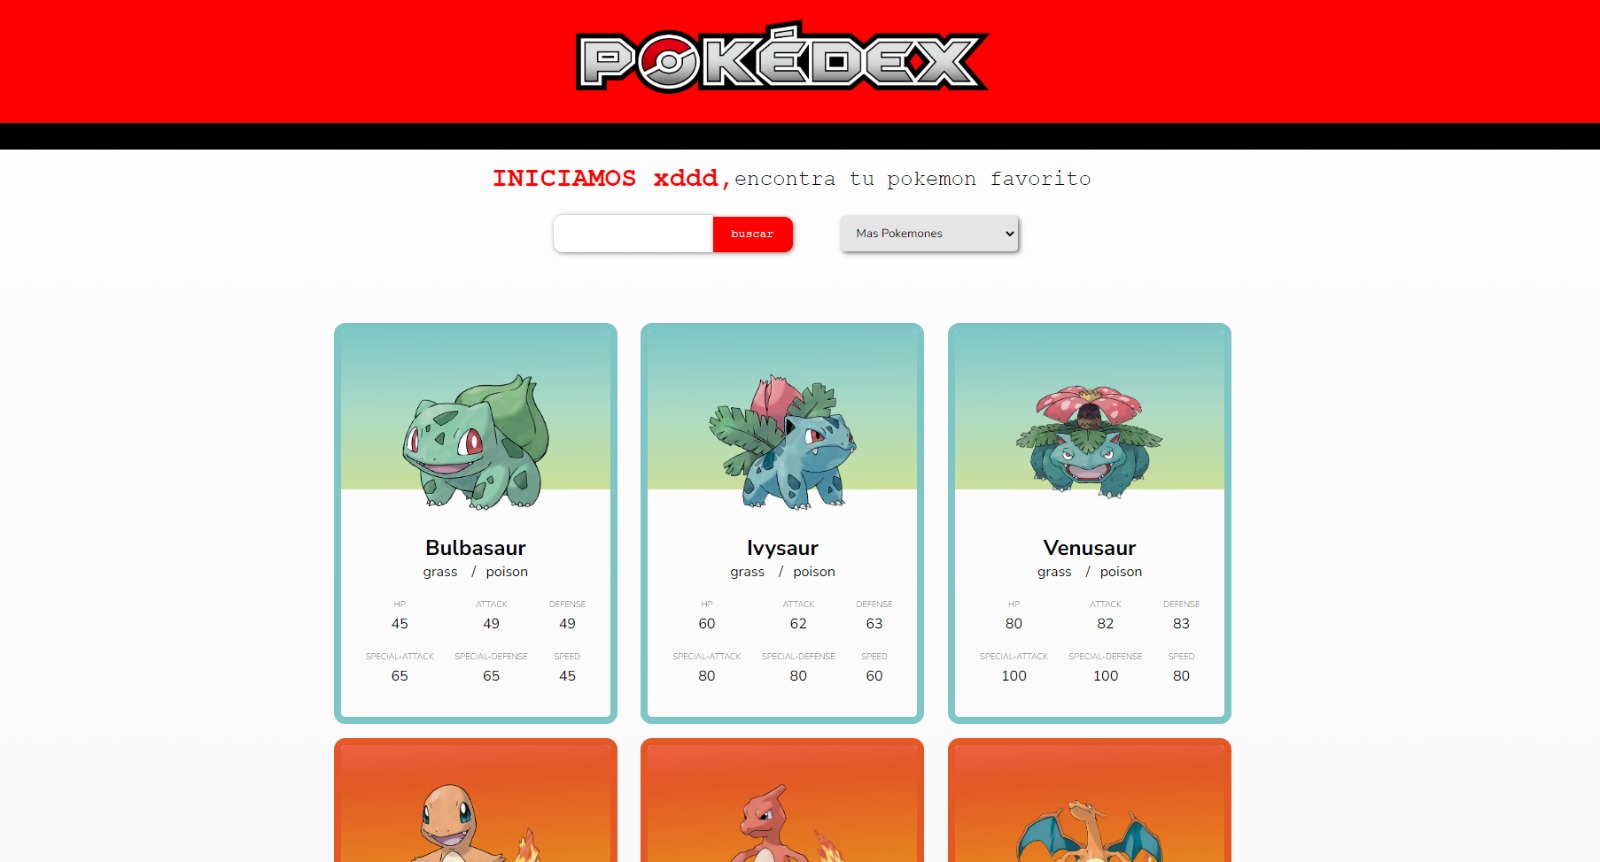 POKÉDEX
INICIAMOS xddd,encontra tu pokemon favorito
buscar Mas Pokemones
Bulbasaur
grass / poison
HP ATTACK DEFENSE
45 49 49
SPECIAL-ATTACK SPECIAL-DEFENSE SPEED
65 65 45
Ivysaur
grass / poison
HP ATTACK DEFENSE
60 62 63
SPECIAL-ATTACK SPECIAL-DEFENSE SPEED
80 80 60
Venusaur
grass / poison
HP ATTACK DEFENSE
80 82 83
SPECIAL-ATTACK SPECIAL-DEFENSE SPEED
100 100 80